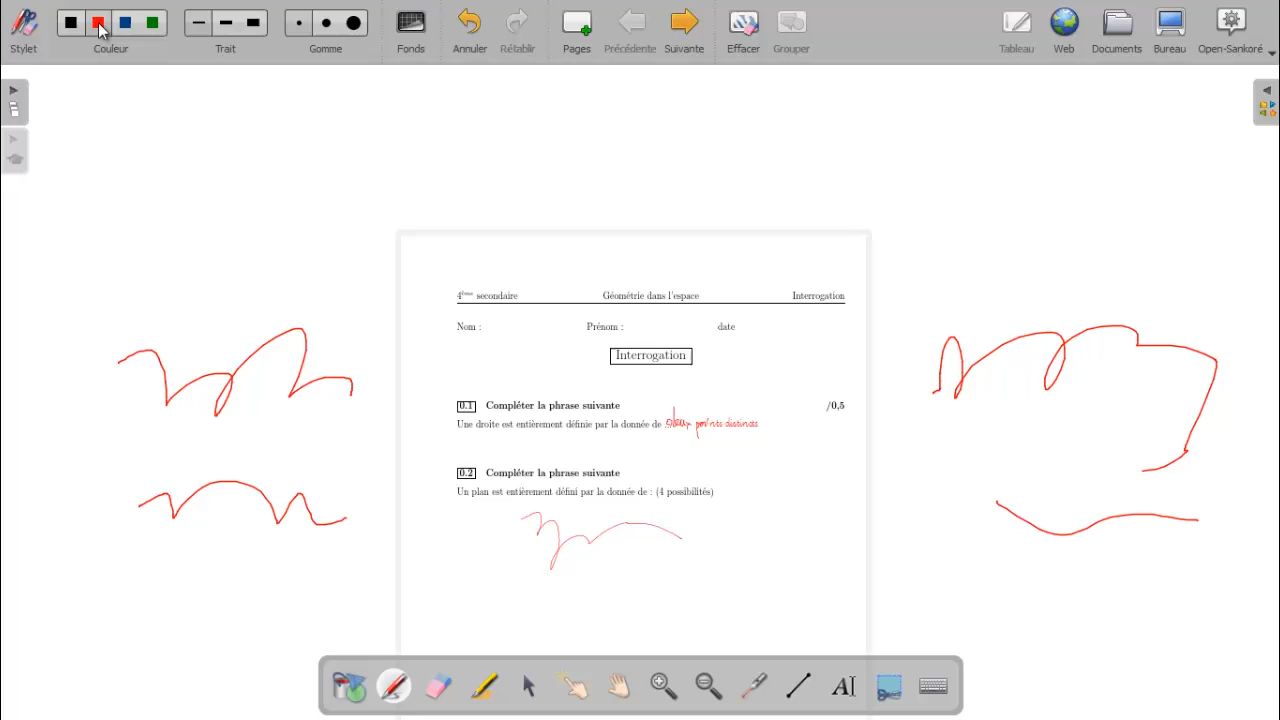 Stylet Couleur Trait Gomme Fonds Annuler Rétablir Pages Précédente Suivante Effacer Grouper Tableau Web Documents Bureau Open-Sankoré
4ème secondaire Géométrie dans l'espace Interrogation
Nom : Prénom : date
Interrogation
0.1 Compléter la phrase suivante /0,5
Une droite est entièrement définie par la donnée de deux points distincts
0.2 Compléter la phrase suivante
Un plan est entièrement défini par la donnée de : (4 possibilités)
AI